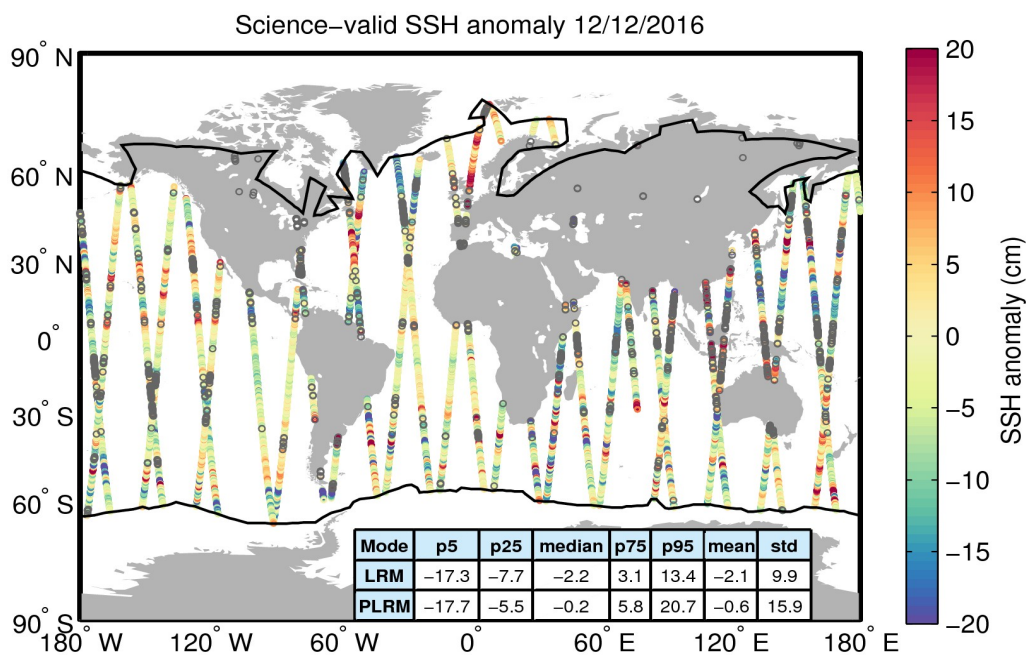 Science−valid SSH anomaly 12/12/2016
90° N
60° N
30° N
0°
30° S
60° S
90° S
180° W
120° W
60° W
0°
60° E
120° E
180° E
20
15
10
5
0
−5
−10
−15
−20
SSH anomaly (cm)
Mode p5 p25 median p75 p95 mean std
LRM −17.3 −7.7 −2.2 3.1 13.4 −2.1 9.9
PLRM −17.7 −5.5 −0.2 5.8 20.7 −0.6 15.9